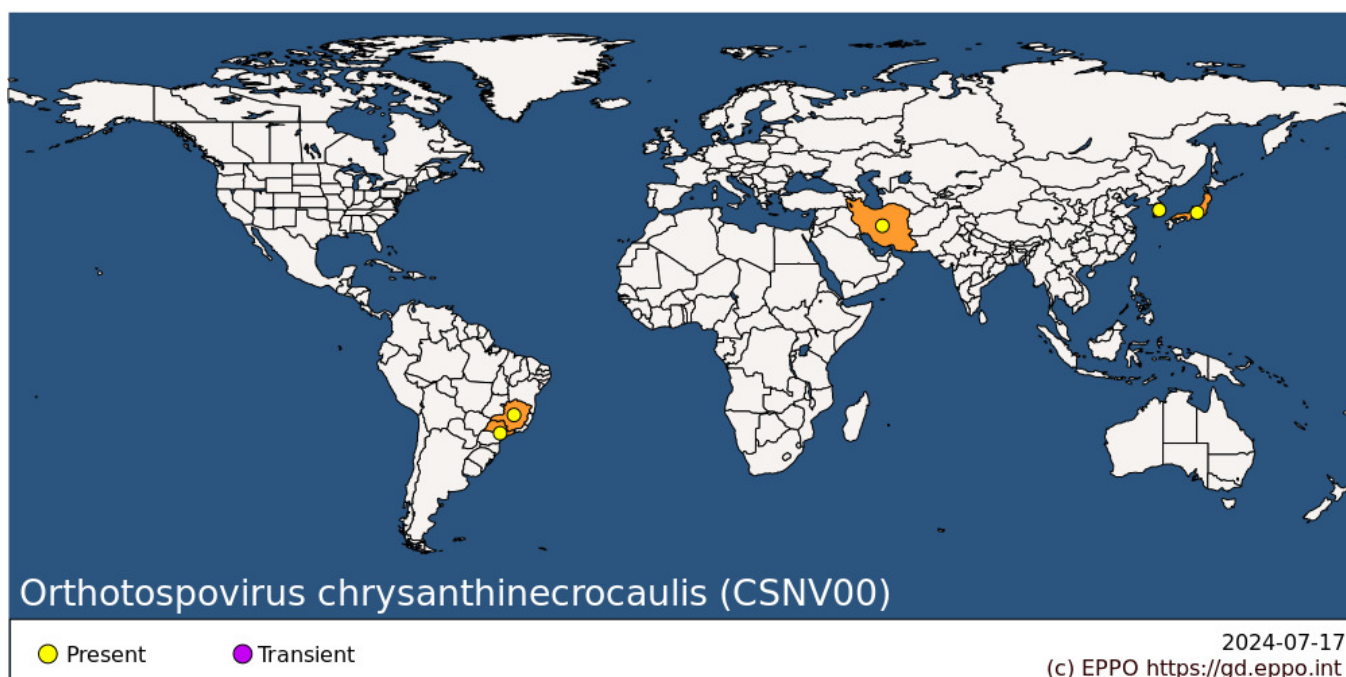 Orthotospovirus chrysanthinecrocaulis (CSNV00)
Present
Transient
2024-07-17
(c) EPPO https://gd.eppo.int